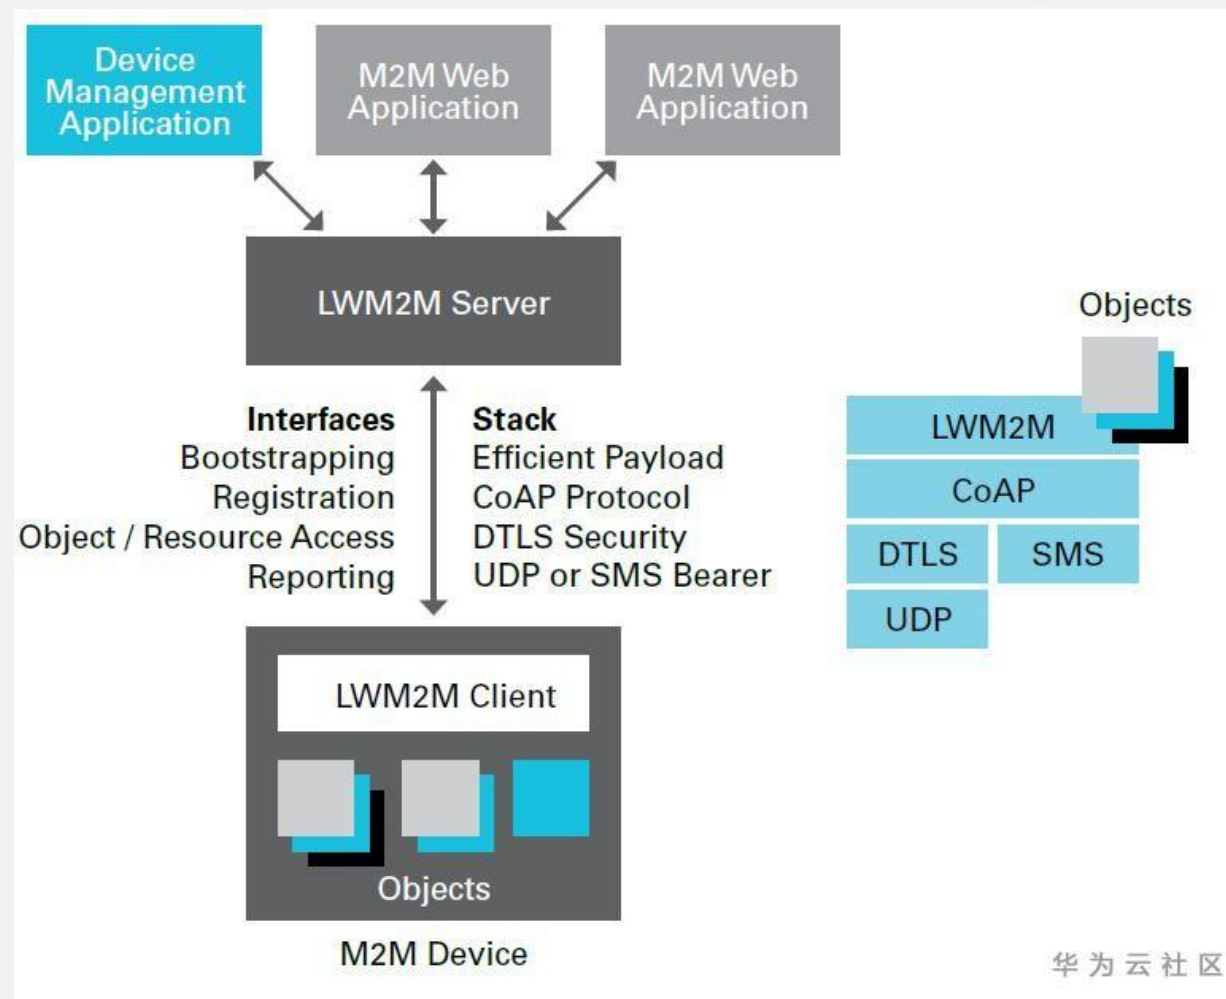 Device
Management
Application
M2M Web
Application
M2M Web
Application
LWM2M Server
Interfaces
Bootstrapping
Registration
Object / Resource Access
Reporting
Stack
Efficient Payload
CoAP Protocol
DTLS Security
UDP or SMS Bearer
LWM2M Client
Objects
M2M Device
Objects
LWM2M
CoAP
DTLS
SMS
UDP
华为云社区